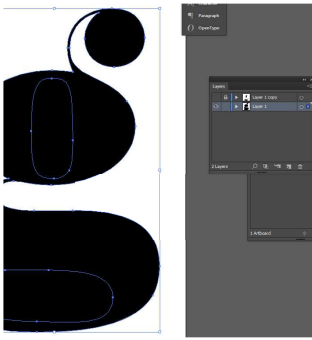 Paragraph
OpenType
Layers
Layer 1 copy
Layer 1
2 Layers
1 Artboard